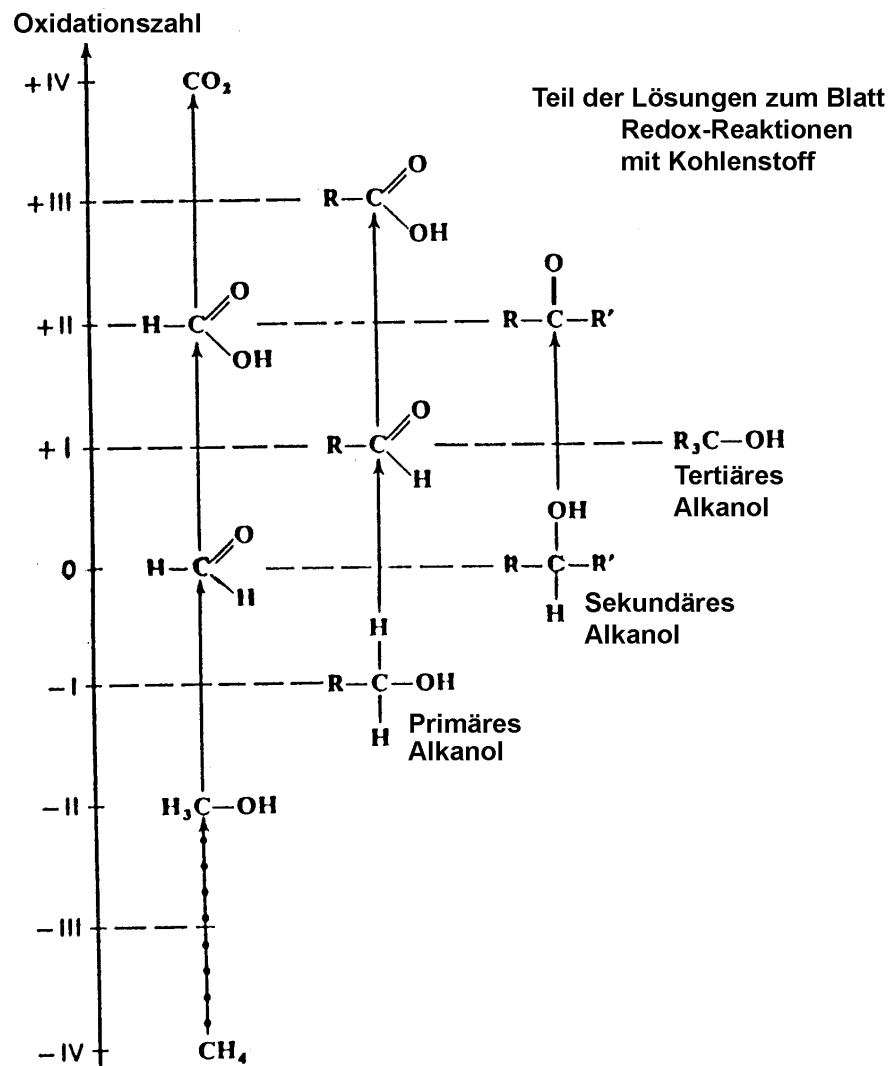 Oxidationszahl
+IV
CO₂
Teil der Lösungen zum Blatt
Redox-Reaktionen
mit Kohlenstoff
O
+III
R–C
OH
O
O
+II
H–C
R–C–R'
OH
O
+I
R–C
R₃C–OH
H
Tertiäres
Alkanol
OH
O
0
H–C
R–C–R'
H
H
Sekundäres
Alkanol
H
–I
R–C–OH
H
Primäres
Alkanol
–II
H₃C–OH
–III
–IV
CH₄